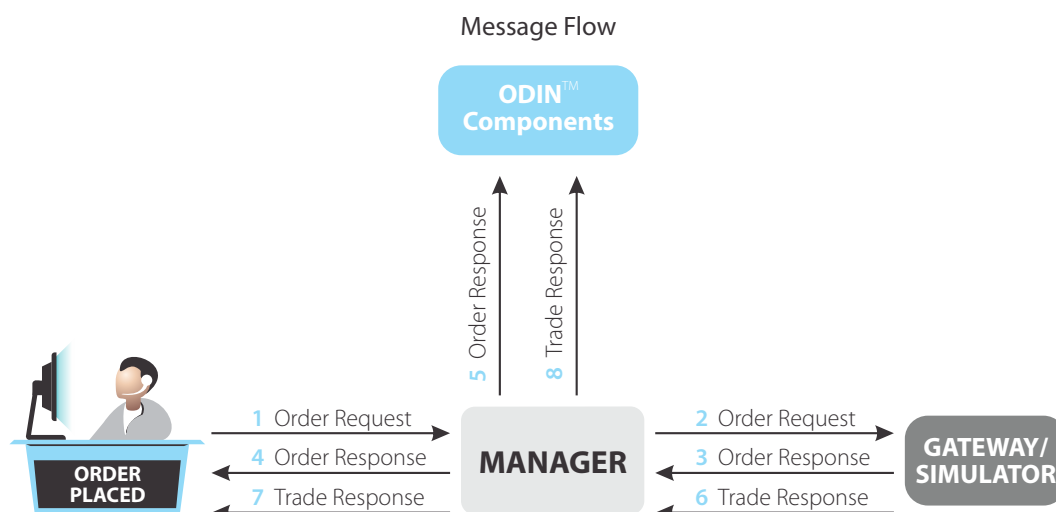 Message Flow
ODIN™
Components
5 Order Response
8 Trade Response
1 Order Request
2 Order Request
4 Order Response
3 Order Response
7 Trade Response
6 Trade Response
MANAGER
GATEWAY/
SIMULATOR
ORDER
PLACED